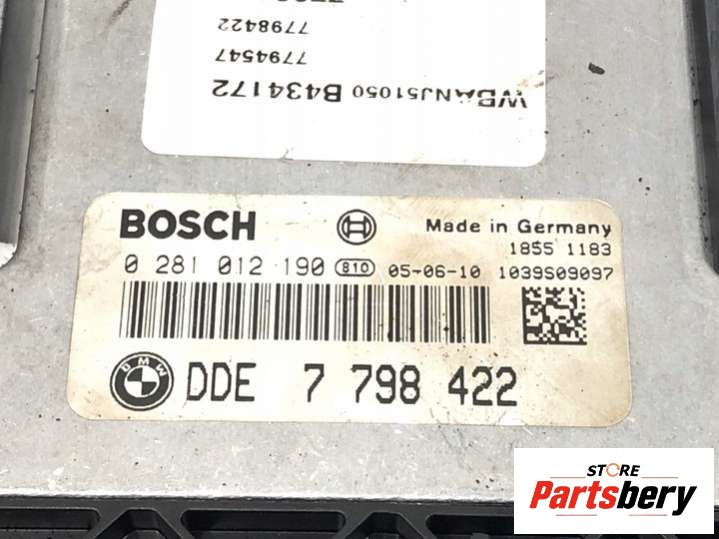 WBANJ51050 B434172
7794547
7798422
BOSCH
Made in Germany
1855 1183
0 281 012 190 810 05-06-10 1039S09097
BMW DDE 7 798 422
STORE
Partsbery